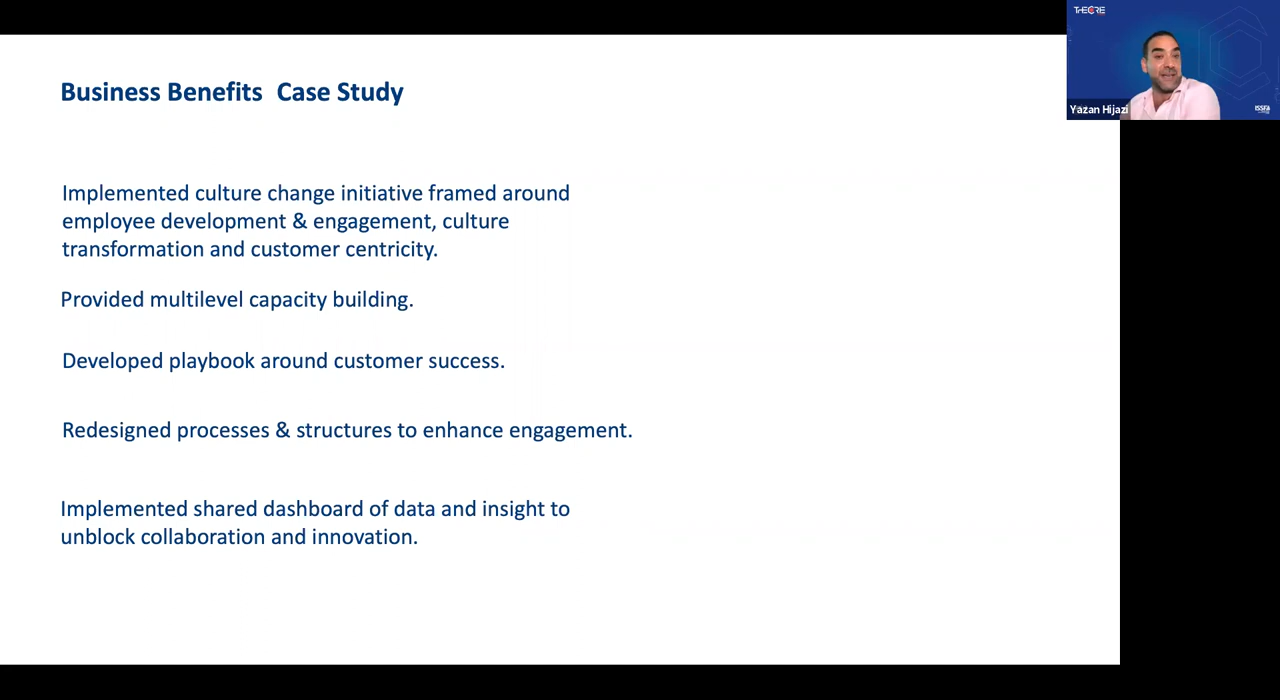 THECRE
Yazan Hijazi
ISSFA
Business Benefits  Case Study
Implemented culture change initiative framed around
employee development & engagement, culture
transformation and customer centricity.
Provided multilevel capacity building.
Developed playbook around customer success.
Redesigned processes & structures to enhance engagement.
Implemented shared dashboard of data and insight to
unblock collaboration and innovation.